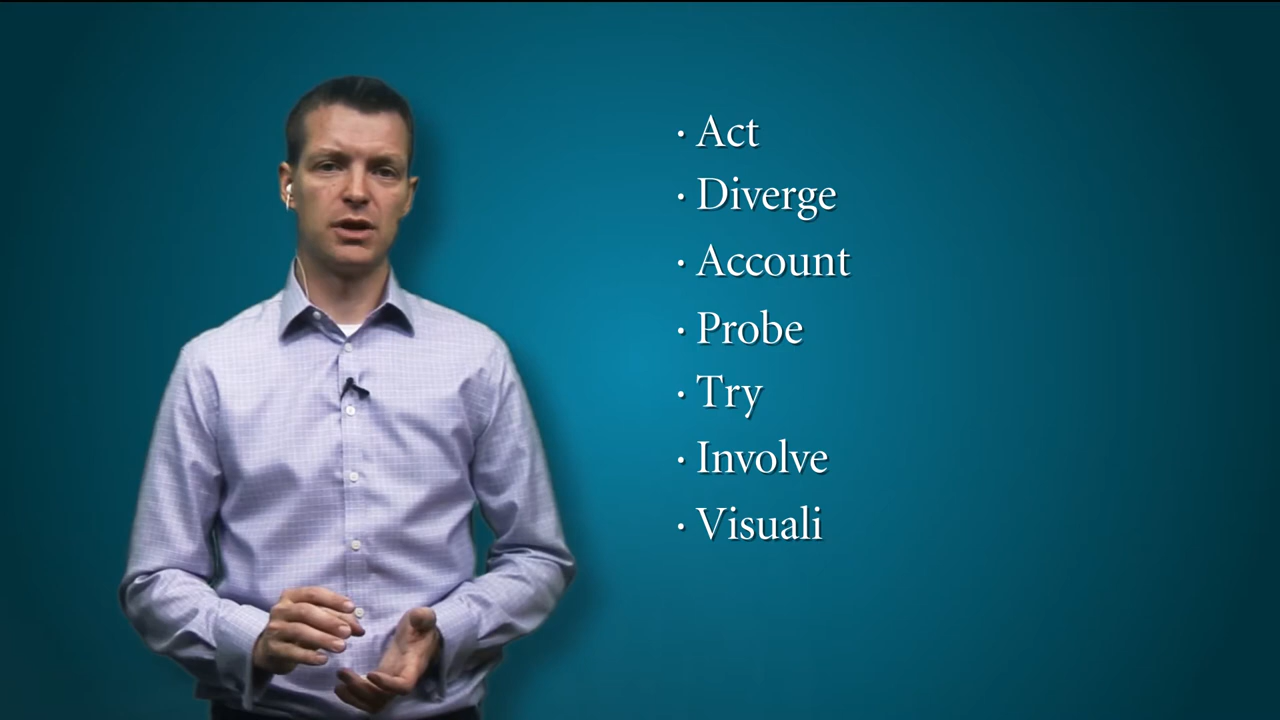 · Act
· Diverge
· Account
· Probe
· Try
· Involve
· Visuali